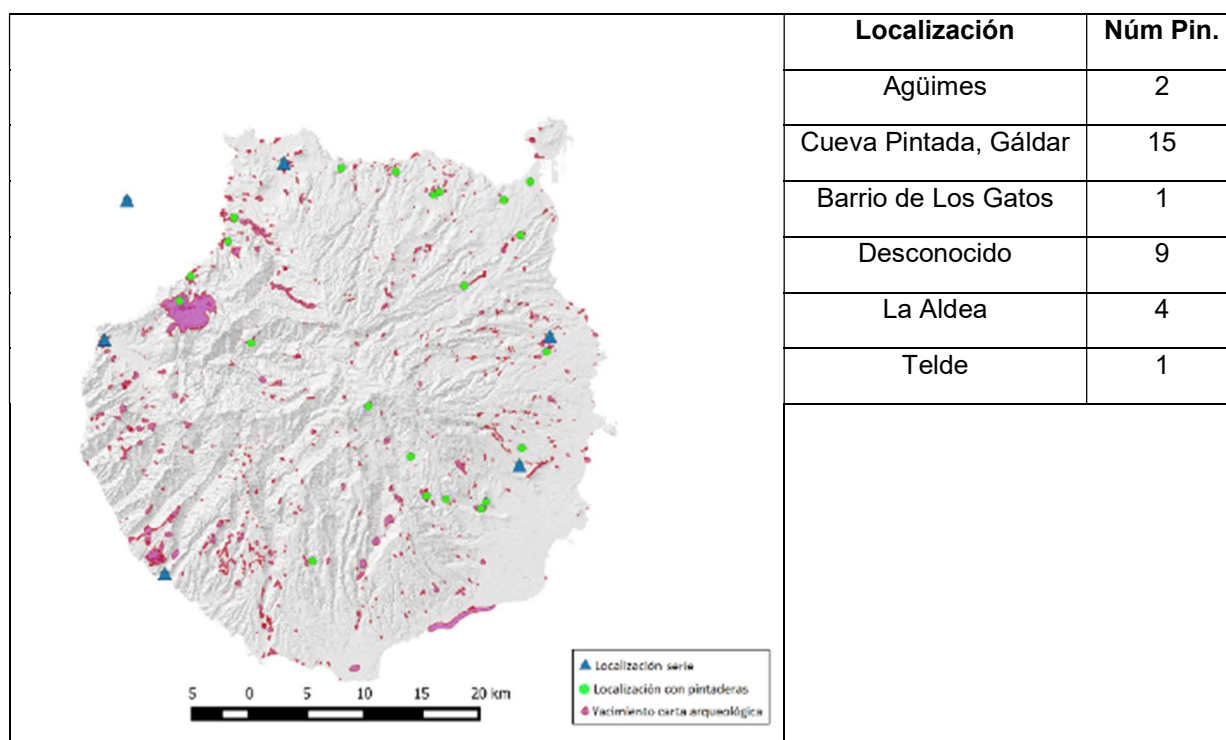 Localización Núm Pin.
Agüimes 2
Cueva Pintada, Gáldar 15
Barrio de Los Gatos 1
Desconocido 9
La Aldea 4
Telde 1
Localización serie
Localización con pintaderas
Yacimiento carta arqueológica
5 0 5 10 15 20 km